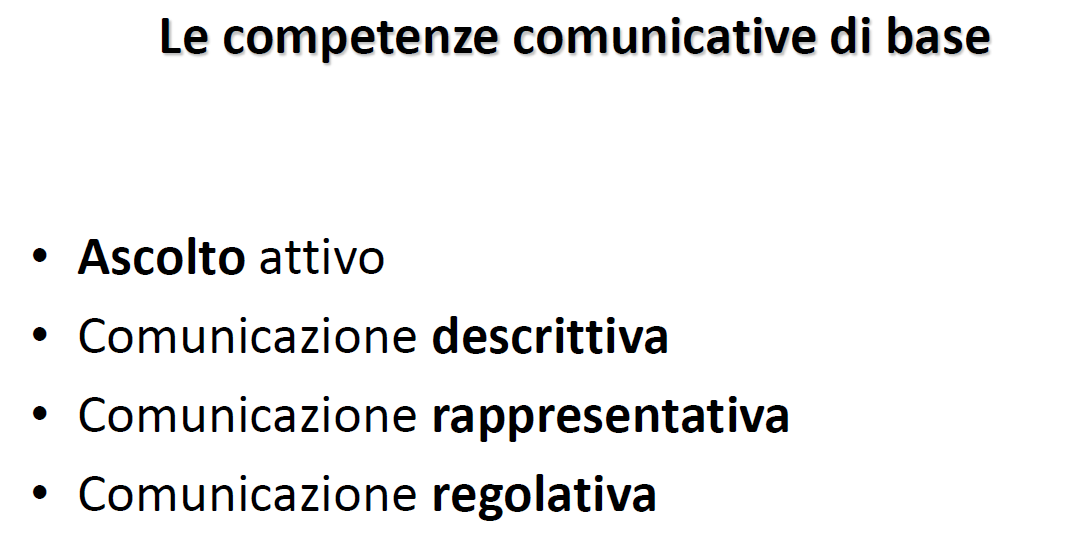 Le competenze comunicative di base
• Ascolto attivo
• Comunicazione descrittiva
• Comunicazione rappresentativa
• Comunicazione regolativa